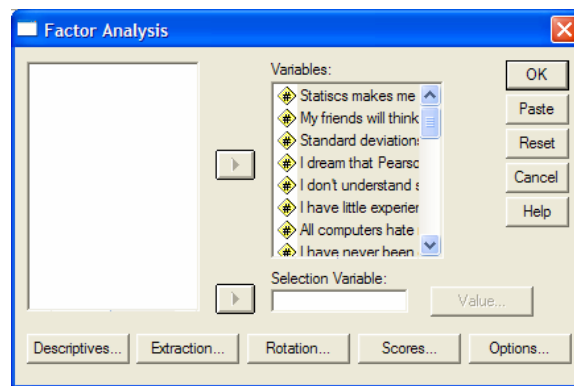 Factor Analysis
Variables:
Statiscs makes me
My friends will think
Standard deviations
I dream that Pearsc
I don't understand s
I have little experier
All computers hate
I have never been
Selection Variable:
Value...
OK
Paste
Reset
Cancel
Help
Descriptives...
Extraction...
Rotation...
Scores...
Options...